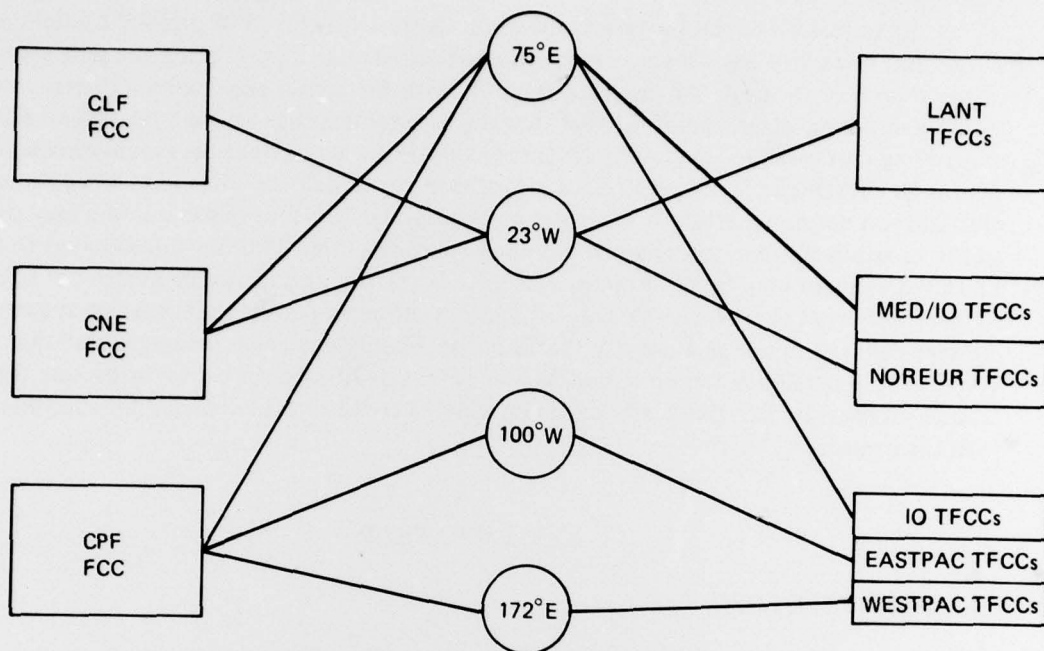 CLF
FCC
CNE
FCC
CPF
FCC
75°E
23°W
100°W
172°E
LANT
TFCCs
MED/IO TFCCs
NOREUR TFCCs
IO TFCCs
EASTPAC TFCCs
WESTPAC TFCCs